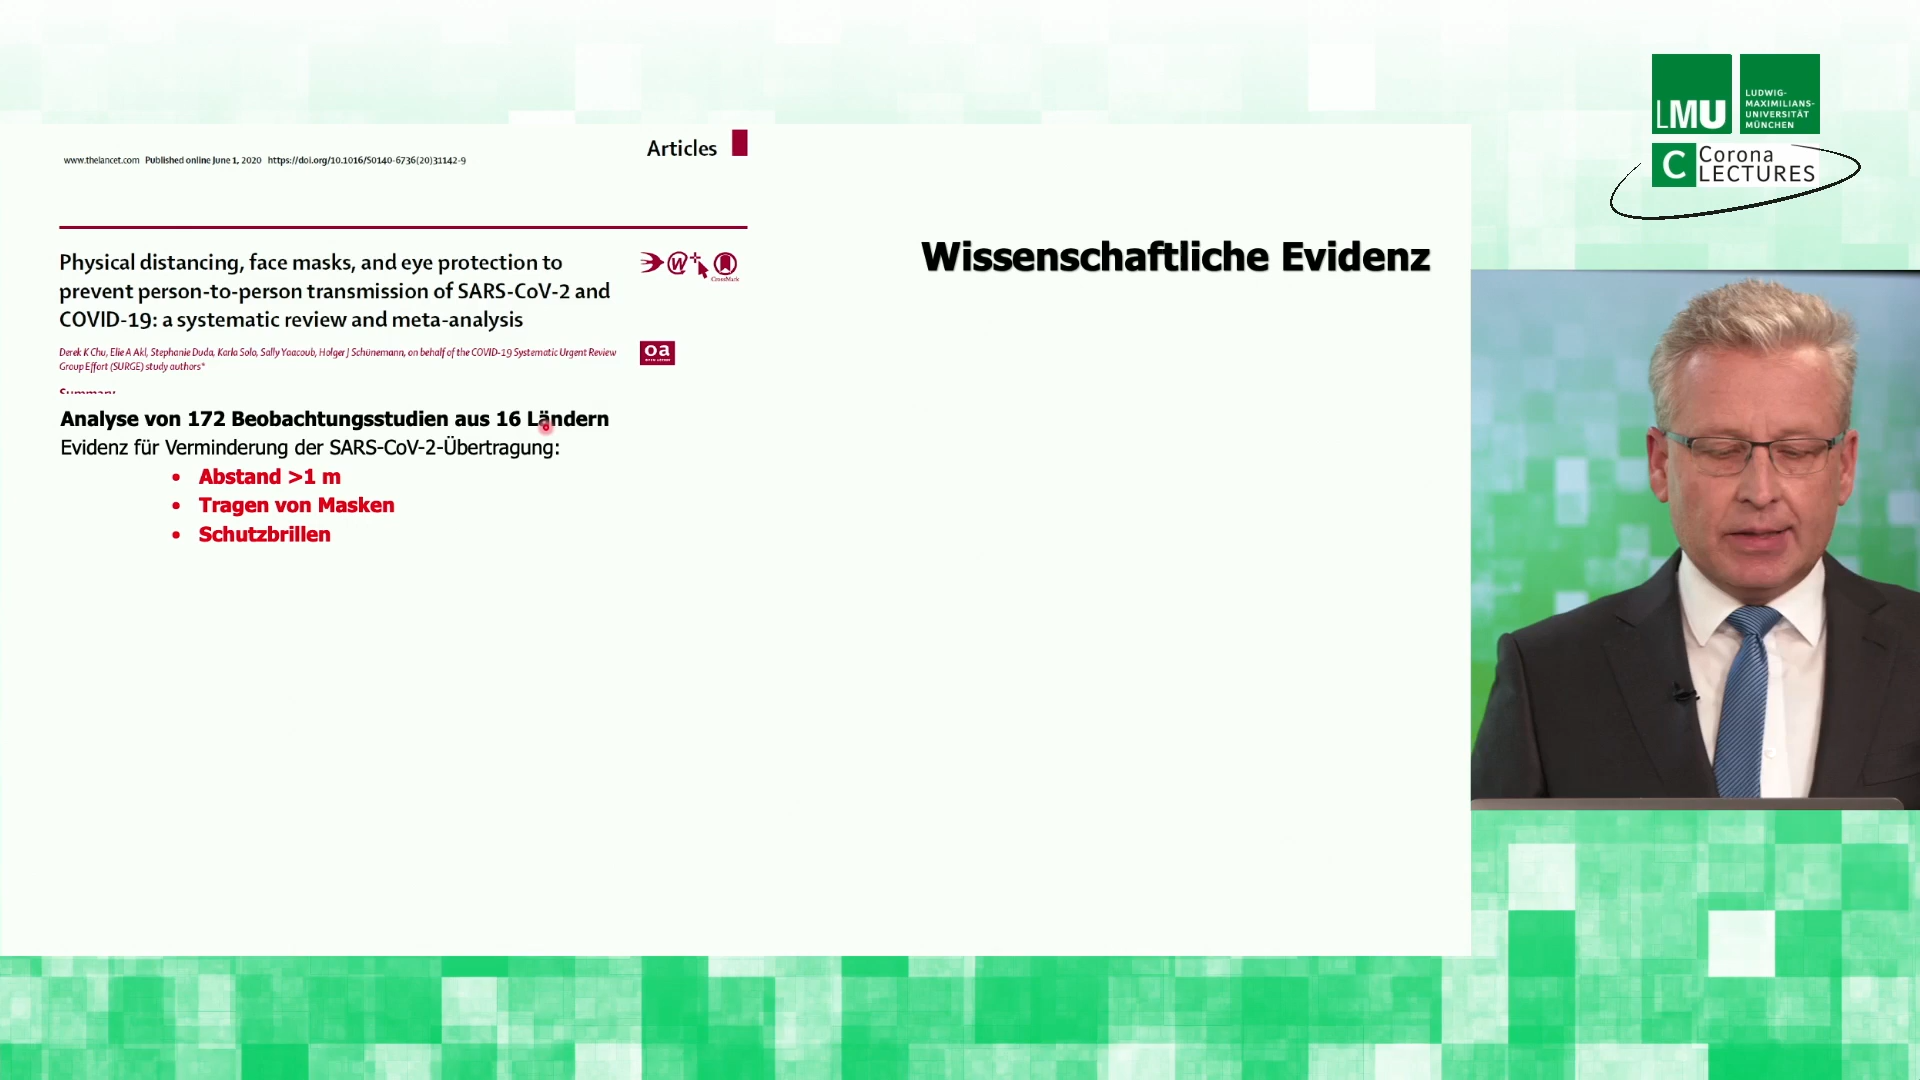 LMU
LUDWIG-
MAXIMILIANS-
UNIVERSITÄT
MÜNCHEN
C Corona
LECTURES
Articles
www.thelancet.com Published online June 1, 2020 https://doi.org/10.1016/S0140-6736(20)31142-9
Wissenschaftliche Evidenz
Physical distancing, face masks, and eye protection to
prevent person-to-person transmission of SARS-CoV-2 and
COVID-19: a systematic review and meta-analysis
W
CrossMark
Derek K Chu, Elie A Akl, Stephanie Duda, Karla Solo, Sally Yaacoub, Holger J Schünemann, on behalf of the COVID-19 Systematic Urgent Review
Group Effort (SURGE) study authors*
oa
Summary
Analyse von 172 Beobachtungsstudien aus 16 Ländern
Evidenz für Verminderung der SARS-CoV-2-Übertragung:
• Abstand >1 m
• Tragen von Masken
• Schutzbrillen